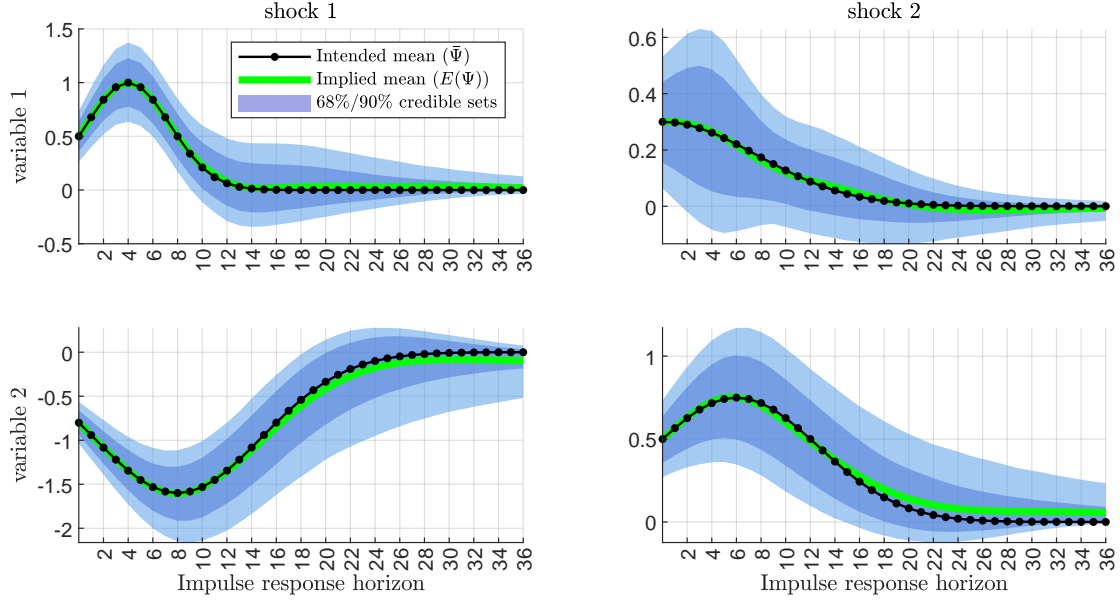 shock 1
shock 2
1.5
1
0.5
0
-0.5
variable 1
Intended mean (Ψ̄)
Implied mean (E(Ψ))
68%/90% credible sets
2 4 6 8 10 12 14 16 18 20 22 24 26 28 30 32 34 36
0.6
0.4
0.2
0
2 4 6 8 10 12 14 16 18 20 22 24 26 28 30 32 34 36
0
-0.5
-1
-1.5
-2
variable 2
2 4 6 8 10 12 14 16 18 20 22 24 26 28 30 32 34 36
Impulse response horizon
1
0.5
0
2 4 6 8 10 12 14 16 18 20 22 24 26 28 30 32 34 36
Impulse response horizon